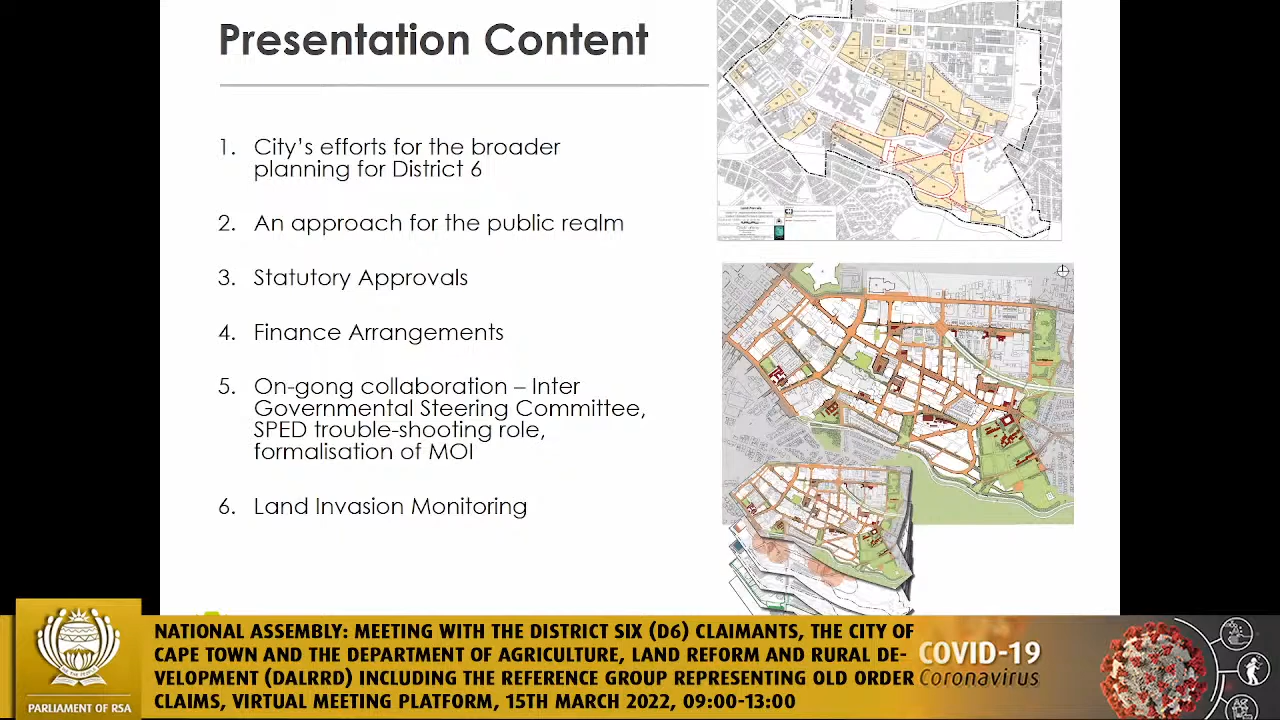 Presentation Content
1. City's efforts for the broader
planning for District 6
2. An approach for the public realm
3. Statutory Approvals
4. Finance Arrangements
5. On-gong collaboration – Inter
Governmental Steering Committee,
SPED trouble-shooting role,
formalisation of MOI
6. Land Invasion Monitoring
NATIONAL ASSEMBLY: MEETING WITH THE DISTRICT SIX (D6) CLAIMANTS, THE CITY OF
CAPE TOWN AND THE DEPARTMENT OF AGRICULTURE, LAND REFORM AND RURAL DE-
VELOPMENT (DALRRD) INCLUDING THE REFERENCE GROUP REPRESENTING OLD ORDER
CLAIMS, VIRTUAL MEETING PLATFORM, 15TH MARCH 2022, 09:00-13:00
PARLIAMENT OF RSA
COVID-19
Coronavirus